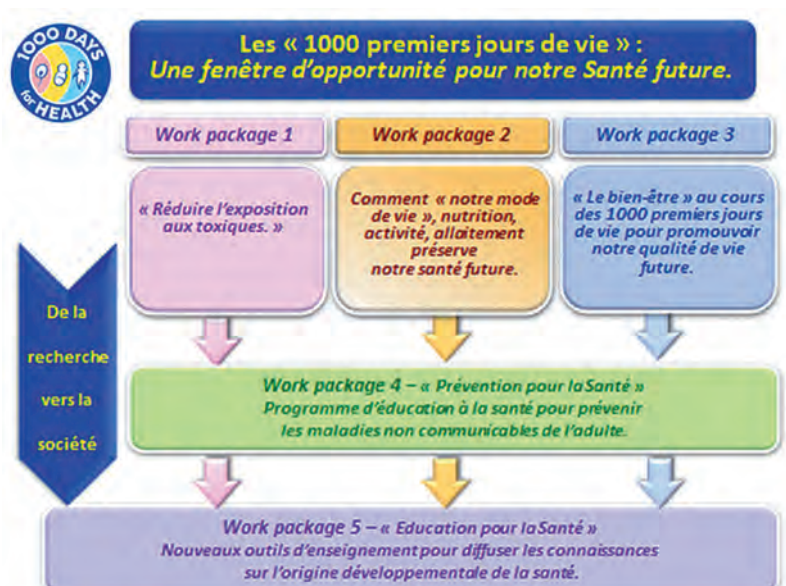 1000 DAYS
for HEALTH
Les « 1000 premiers jours de vie » :
Une fenêtre d’opportunité pour notre Santé future.
Work package 1
Work package 2
Work package 3
« Réduire l’exposition
aux toxiques. »
Comment « notre mode
de vie », nutrition,
activité, allaitement
préserve
notre santé future.
« Le bien-être » au cours
des 1000 premiers jours
de vie pour promouvoir
notre qualité de vie
future.
De la
recherche
vers la
société
Work package 4 – « Prévention pour la Santé »
Programme d’éducation à la santé pour prévenir
les maladies non communicables de l’adulte.
Work package 5 – « Education pour la Santé »
Nouveaux outils d’enseignement pour diffuser les connaissances
sur l’origine développementale de la santé.